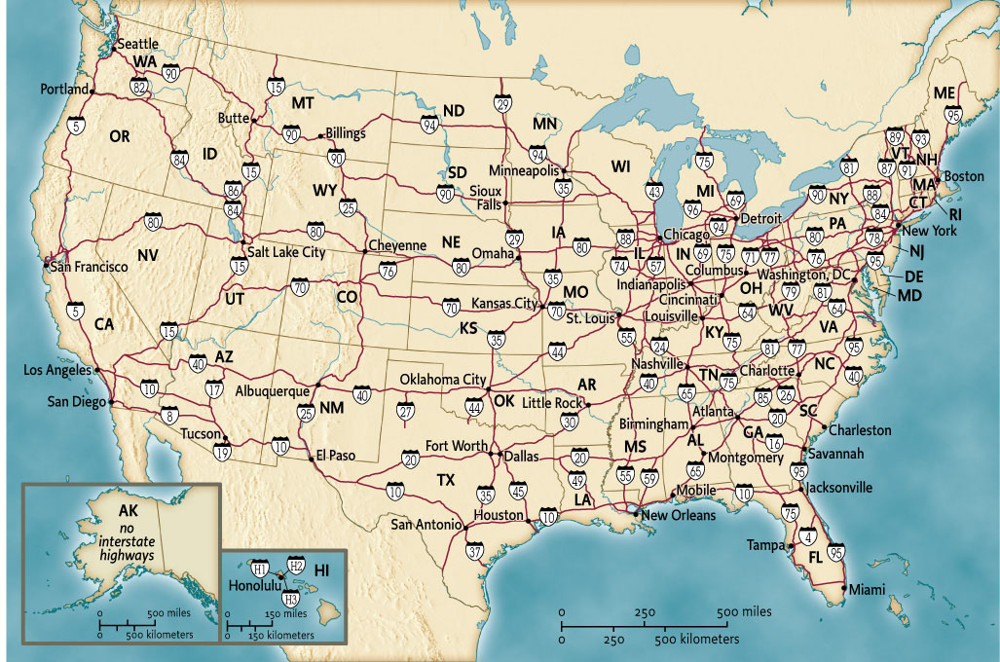 Seattle
WA
90
82
Portland
5
OR
84
ID
15
MT
Butte
90
Billings
15
86
84
90
WY
25
94
ND
29
MN
94
Minneapolis
35
SD
90
Sioux
Falls
WI
43
MI
75
96
69
94
Detroit
ME
95
89
93
VT
NH
81
87
91
MA
Boston
CT
RI
90
NY
88
84
New York
PA
80
78
NJ
76
95
DE
MD
80
NV
San Francisco
5
CA
Salt Lake City
15
80
Cheyenne
76
NE
80
Omaha
29
IA
80
35
88
Chicago
IL
74
57
IN
69
75
71
77
Columbus
Washington, DC
Indianapolis
OH
79
81
64
Cincinnati
WV
VA
Louisville
64
UT
70
CO
15
70
KS
Kansas City
MO
70
St. Louis
55
24
KY
75
81
77
95
Los Angeles
San Diego
10
8
40
AZ
17
Tucson
19
10
Albuquerque
NM
25
El Paso
40
27
35
44
Oklahoma City
OK
44
AR
Little Rock
30
40
Nashville
TN
75
65
Charlotte
NC
40
85
26
SC
20
Atlanta
Charleston
GA
16
Savannah
95
Birmingham
AL
Montgomery
65
MS
55
59
Fort Worth
Dallas
20
20
49
LA
TX
10
35
45
Houston
10
San Antonio
37
New Orleans
Mobile
10
Jacksonville
75
4
95
Tampa
FL
Miami
AK
no
interstate
highways
0 500 miles
0 500 kilometers
H1
H2
HI
Honolulu
H3
0 150 miles
0 150 kilometers
0 250 500 miles
0 250 500 kilometers